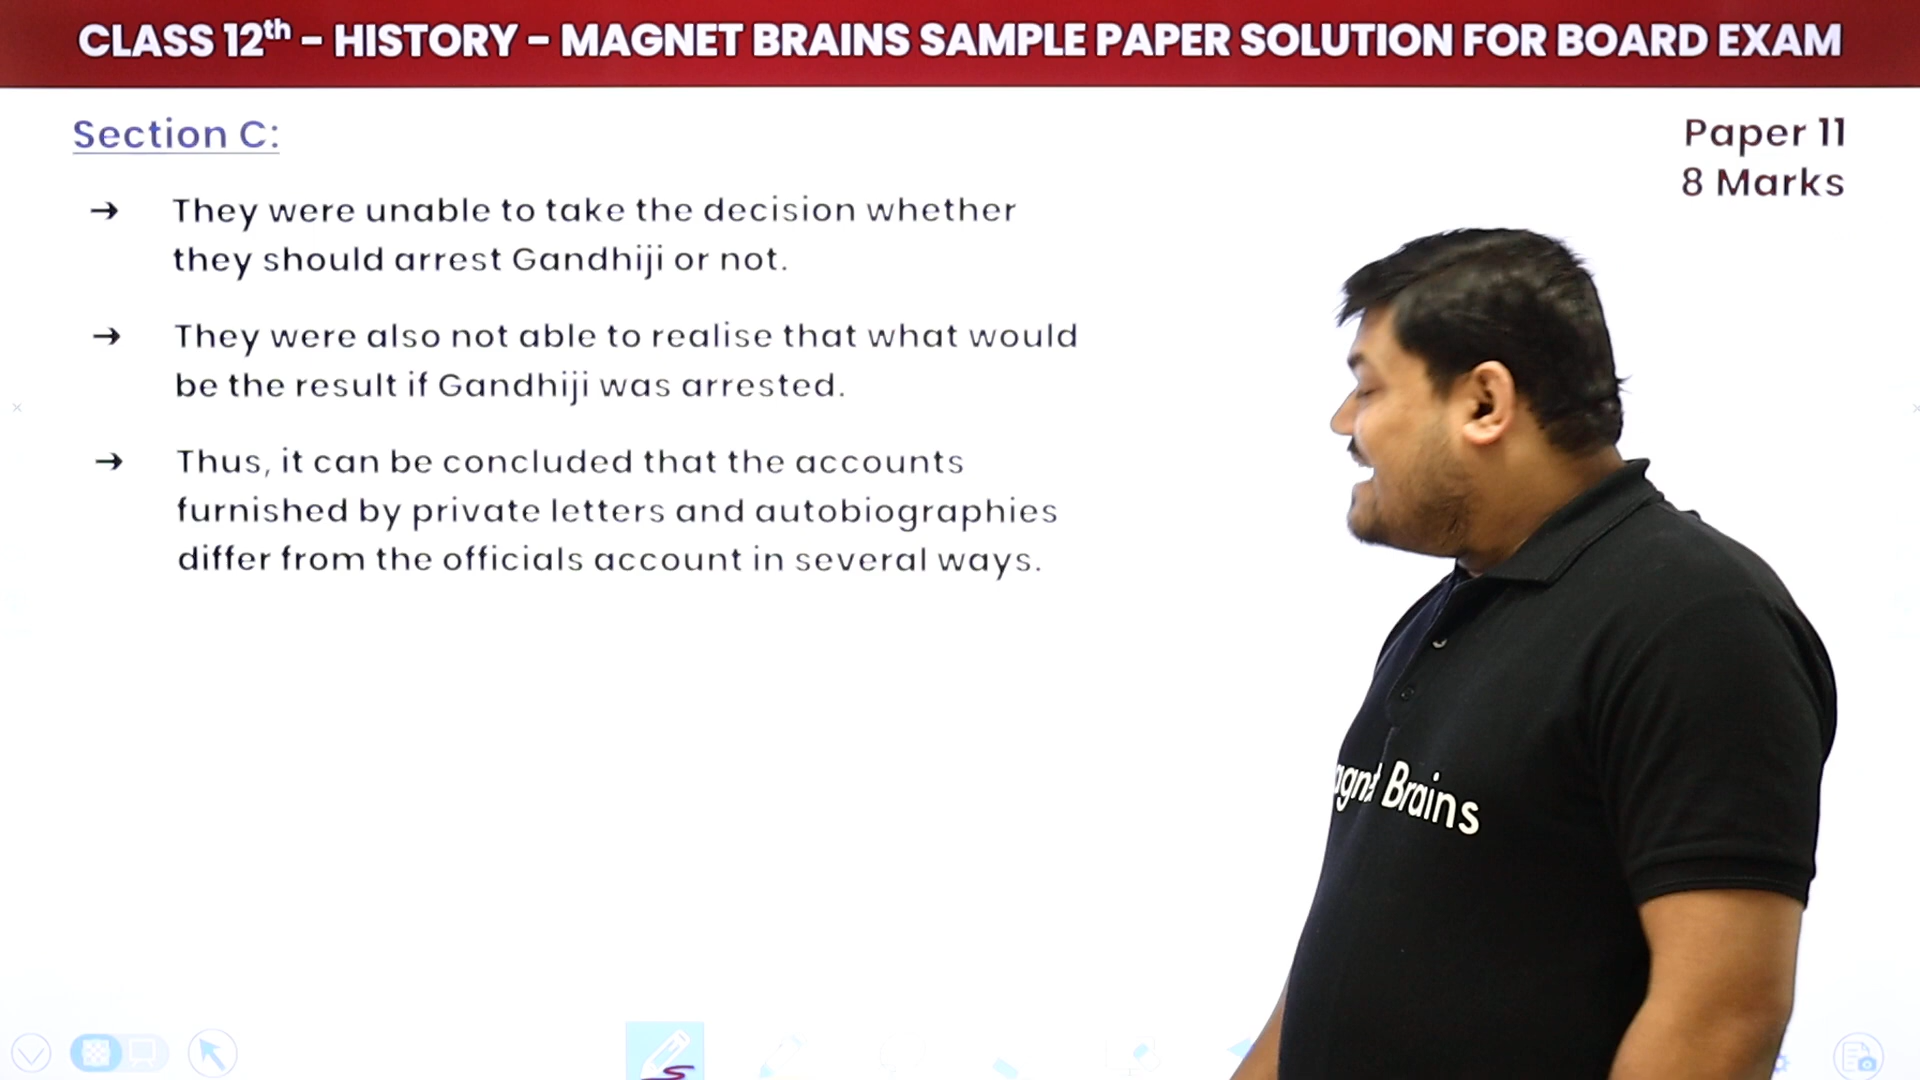 CLASS 12th - HISTORY - MAGNET BRAINS SAMPLE PAPER SOLUTION FOR BOARD EXAM
Section C:
Paper 11
8 Marks
→ They were unable to take the decision whether
they should arrest Gandhiji or not.
→ They were also not able to realise that what would
be the result if Gandhiji was arrested.
→ Thus, it can be concluded that the accounts
furnished by private letters and autobiographies
differ from the officials account in several ways.
Brains